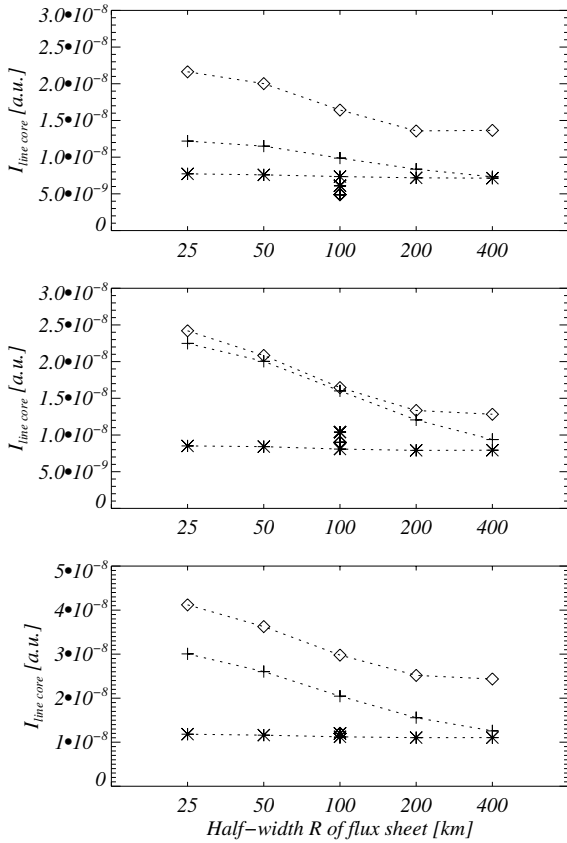 3.0•10⁻⁸
2.5•10⁻⁸
2.0•10⁻⁸
1.5•10⁻⁸
1.0•10⁻⁸
5.0•10⁻⁹
0
I line core [a.u.]
25 50 100 200 400
3.0•10⁻⁸
2.5•10⁻⁸
2.0•10⁻⁸
1.5•10⁻⁸
1.0•10⁻⁸
5.0•10⁻⁹
0
I line core [a.u.]
25 50 100 200 400
5•10⁻⁸
4•10⁻⁸
3•10⁻⁸
2•10⁻⁸
1•10⁻⁸
0
I line core [a.u.]
25 50 100 200 400
Half−width R of flux sheet [km]